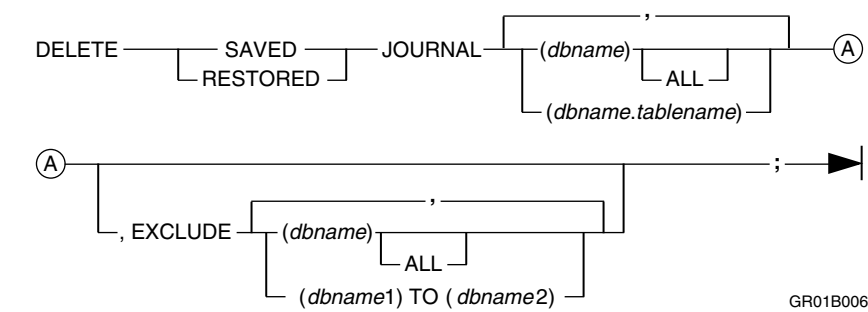 ,
DELETE SAVED JOURNAL (dbname) A
RESTORED ALL
(dbname.tablename)
A ;
,
, EXCLUDE (dbname)
ALL
(dbname1) TO ( dbname2)
GR01B006